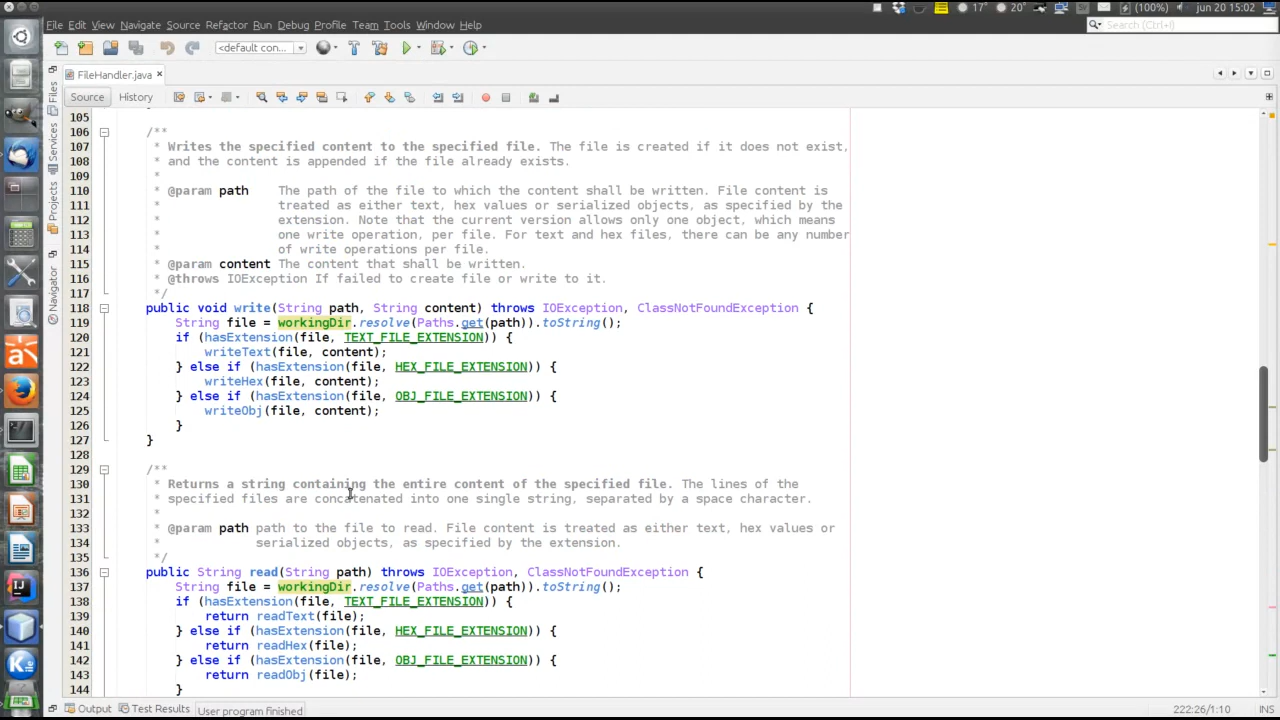 17° 20° (100%) jun 20 15:02
File Edit View Navigate Source Refactor Run Debug Profile Team Tools Window Help
Search (Ctrl+I)
<default con...
FileHandler.java
Source History
Files
Services
Projects
Navigator
105
106 /**
107 * Writes the specified content to the specified file. The file is created if it does not exist,
108 * and the content is appended if the file already exists.
109 *
110 * @param path The path of the file to which the content shall be written. File content is
111 * treated as either text, hex values or serialized objects, as specified by the
112 * extension. Note that the current version allows only one object, which means
113 * one write operation, per file. For text and hex files, there can be any number
114 * of write operations per file.
115 * @param content The content that shall be written.
116 * @throws IOException If failed to create file or write to it.
117 */
118 public void write(String path, String content) throws IOException, ClassNotFoundException {
119 String file = workingDir.resolve(Paths.get(path)).toString();
120 if (hasExtension(file, TEXT_FILE_EXTENSION)) {
121 writeText(file, content);
122 } else if (hasExtension(file, HEX_FILE_EXTENSION)) {
123 writeHex(file, content);
124 } else if (hasExtension(file, OBJ_FILE_EXTENSION)) {
125 writeObj(file, content);
126 }
127 }
128
129 /**
130 * Returns a string containing the entire content of the specified file. The lines of the
131 * specified files are concatenated into one single string, separated by a space character.
132 *
133 * @param path path to the file to read. File content is treated as either text, hex values or
134 * serialized objects, as specified by the extension.
135 */
136 public String read(String path) throws IOException, ClassNotFoundException {
137 String file = workingDir.resolve(Paths.get(path)).toString();
138 if (hasExtension(file, TEXT_FILE_EXTENSION)) {
139 return readText(file);
140 } else if (hasExtension(file, HEX_FILE_EXTENSION)) {
141 return readHex(file);
142 } else if (hasExtension(file, OBJ_FILE_EXTENSION)) {
143 return readObj(file);
144 }
Output Test Results User program finished 222:26/1:10 INS